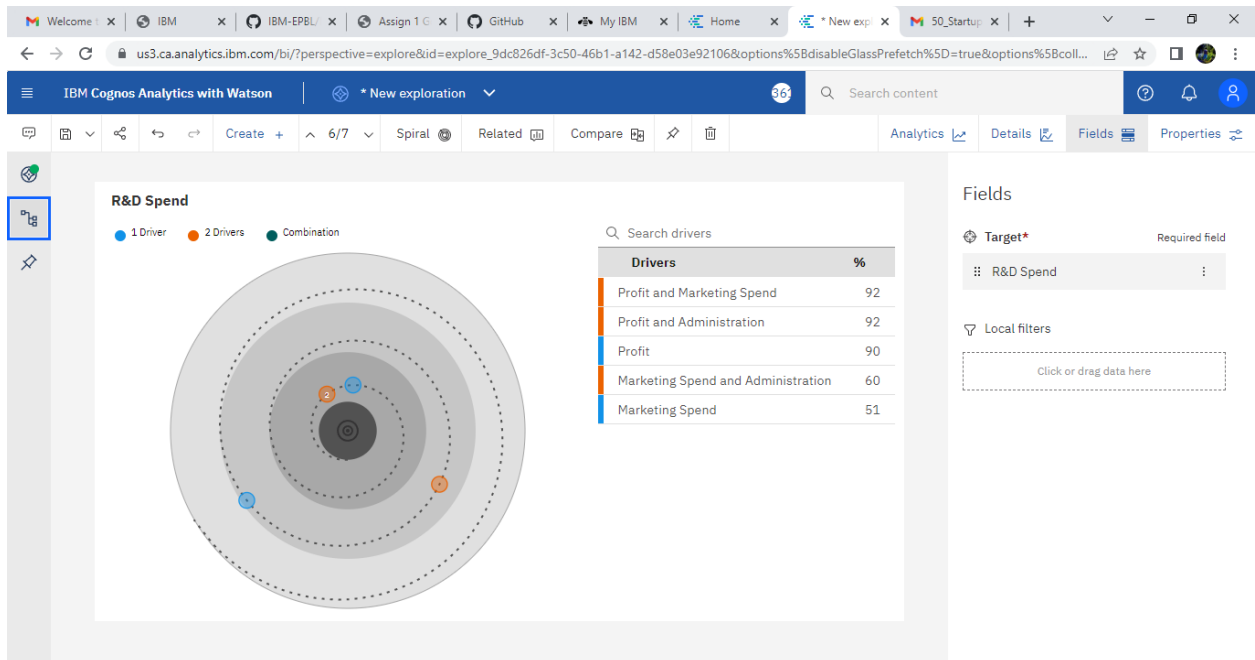 Welcome t
IBM
IBM-EPBL/
Assign 1 G
GitHub
My IBM
Home
* New expl
50_Startup
us3.ca.analytics.ibm.com/bi/?perspective=explore&id=explore_9dc826df-3c50-46b1-a142-d58e03e92106&options%5BdisableGlassPrefetch%5D=true&options%5Bcoll...
IBM Cognos Analytics with Watson
* New exploration
Search content
Create +
6/7
Spiral
Related
Compare
Analytics
Details
Fields
Properties
R&D Spend
1 Driver
2 Drivers
Combination
2
Search drivers
Drivers %
Profit and Marketing Spend 92
Profit and Administration 92
Profit 90
Marketing Spend and Administration 60
Marketing Spend 51
Fields
Target* Required field
R&D Spend
Local filters
Click or drag data here